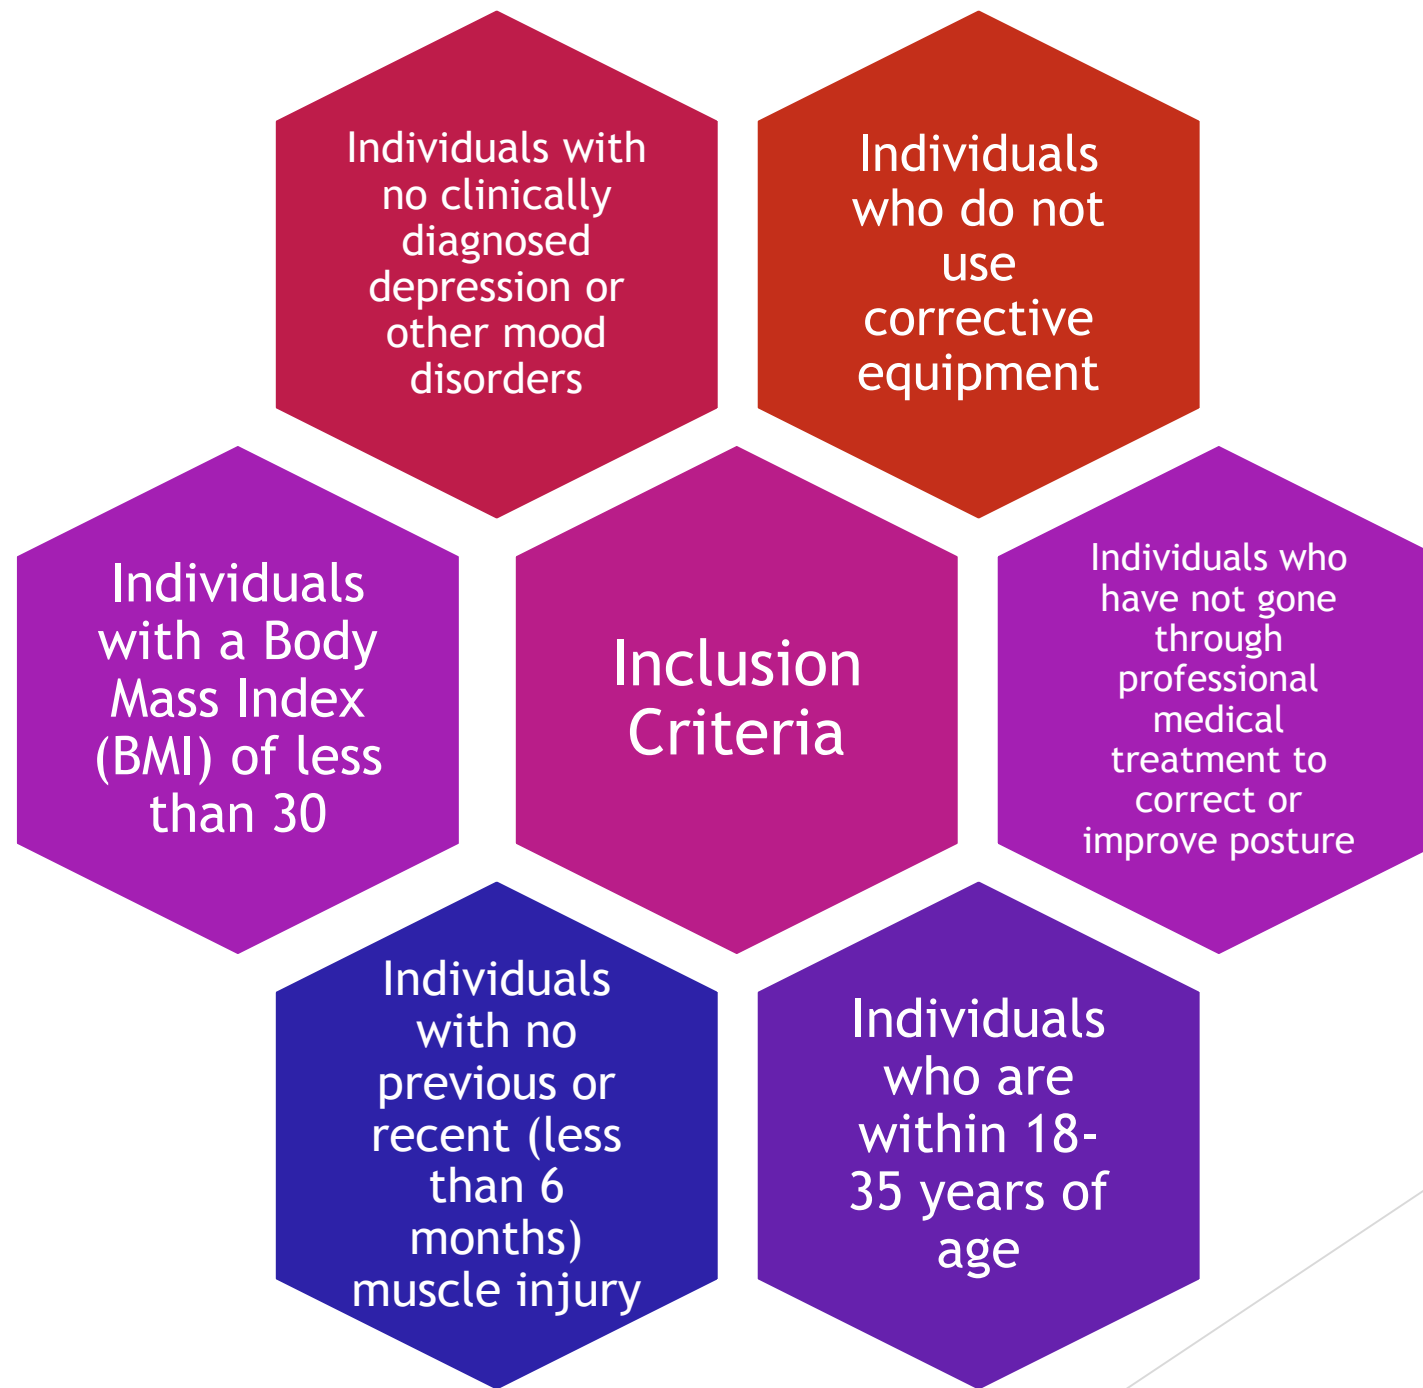 Individuals with
no clinically
diagnosed
depression or
other mood
disorders
Individuals
who do not
use
corrective
equipment
Individuals
with a Body
Mass Index
(BMI) of less
than 30
Inclusion
Criteria
Individuals who
have not gone
through
professional
medical
treatment to
correct or
improve posture
Individuals
with no
previous or
recent (less
than 6
months)
muscle injury
Individuals
who are
within 18-
35 years of
age